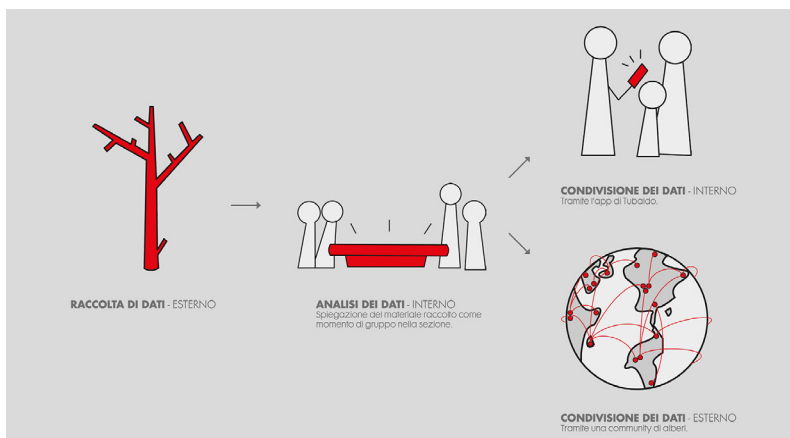 RACCOLTA DI DATI - ESTERNO
ANALISI DEI DATI - INTERNO
Spiegazione del materiale raccolto come
momento di gruppo nella sezione.
CONDIVISIONE DEI DATI - INTERNO
Tramite l'app di Tubaldo.
CONDIVISIONE DEI DATI - ESTERNO
Tramite una community di alberi.